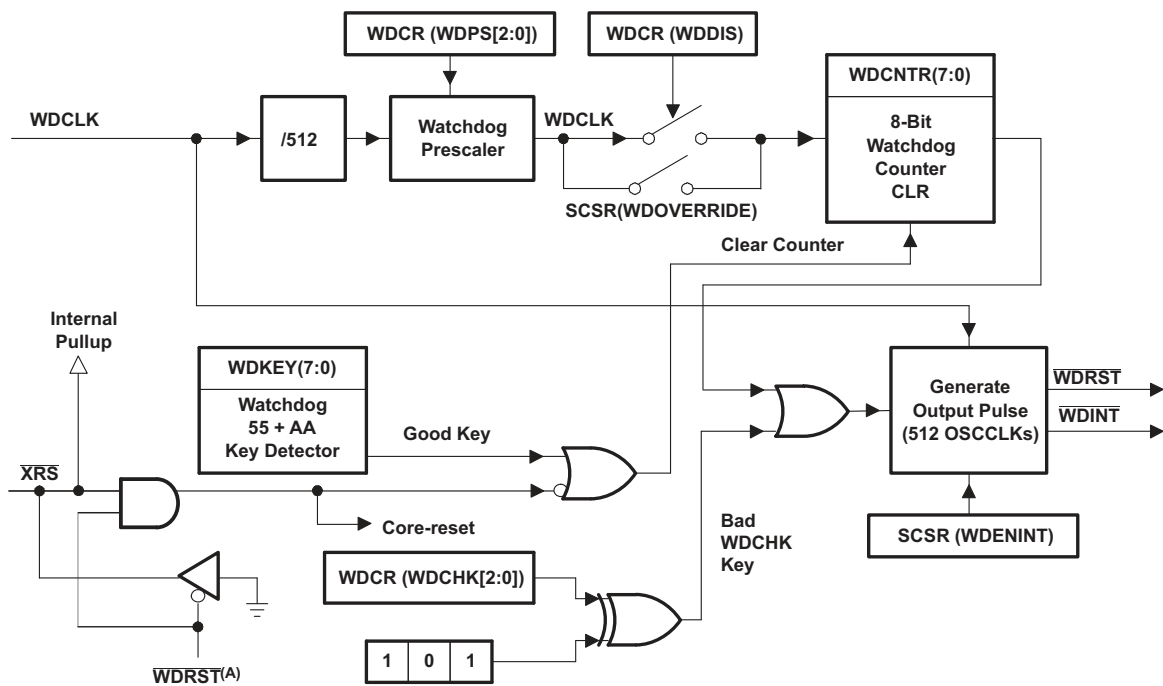 WDCR (WDPS[2:0])
WDCR (WDDIS)
WDCNTR(7:0)
WDCLK
/512
Watchdog
Prescaler
WDCLK
8-Bit
Watchdog
Counter
CLR
SCSR(WDOVERRIDE)
Clear Counter
Internal
Pullup
WDKEY(7:0)
Watchdog
55 + AA
Key Detector
Good Key
Generate
Output Pulse
(512 OSCCLKs)
WDRST
WDINT
XRS
Core-reset
Bad
WDCHK
Key
SCSR (WDENINT)
WDCR (WDCHK[2:0])
1 0 1
WDRST(A)